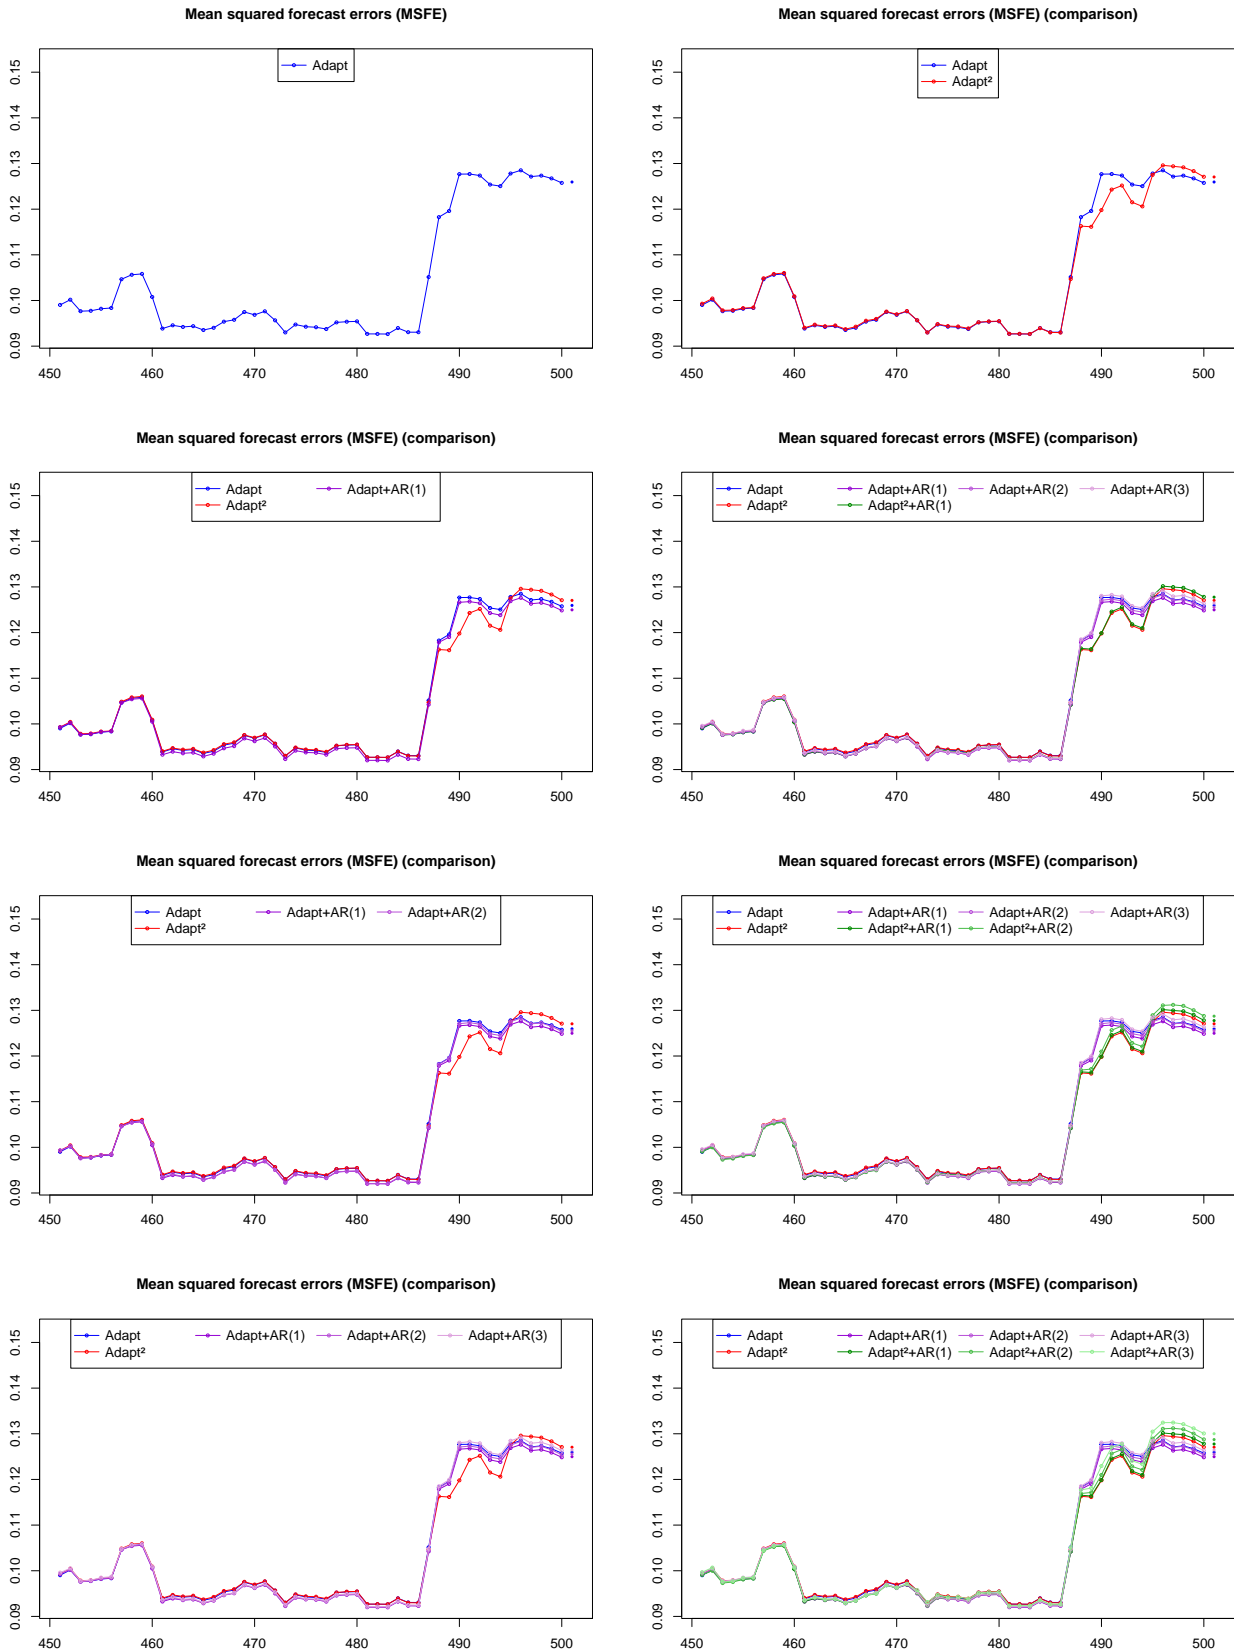 Mean squared forecast errors (MSFE)
Adapt
0.15
0.14
0.13
0.12
0.11
0.10
0.09
450 460 470 480 490 500
Mean squared forecast errors (MSFE) (comparison)
Adapt
Adapt²
0.15
0.14
0.13
0.12
0.11
0.10
0.09
450 460 470 480 490 500
Mean squared forecast errors (MSFE) (comparison)
Adapt Adapt+AR(1)
Adapt²
0.15
0.14
0.13
0.12
0.11
0.10
0.09
450 460 470 480 490 500
Mean squared forecast errors (MSFE) (comparison)
Adapt Adapt+AR(1) Adapt+AR(2) Adapt+AR(3)
Adapt² Adapt²+AR(1)
0.15
0.14
0.13
0.12
0.11
0.10
0.09
450 460 470 480 490 500
Mean squared forecast errors (MSFE) (comparison)
Adapt Adapt+AR(1) Adapt+AR(2)
Adapt²
0.15
0.14
0.13
0.12
0.11
0.10
0.09
450 460 470 480 490 500
Mean squared forecast errors (MSFE) (comparison)
Adapt Adapt+AR(1) Adapt+AR(2) Adapt+AR(3)
Adapt² Adapt²+AR(1) Adapt²+AR(2)
0.15
0.14
0.13
0.12
0.11
0.10
0.09
450 460 470 480 490 500
Mean squared forecast errors (MSFE) (comparison)
Adapt Adapt+AR(1) Adapt+AR(2) Adapt+AR(3)
Adapt²
0.15
0.14
0.13
0.12
0.11
0.10
0.09
450 460 470 480 490 500
Mean squared forecast errors (MSFE) (comparison)
Adapt Adapt+AR(1) Adapt+AR(2) Adapt+AR(3)
Adapt² Adapt²+AR(1) Adapt²+AR(2) Adapt²+AR(3)
0.15
0.14
0.13
0.12
0.11
0.10
0.09
450 460 470 480 490 500